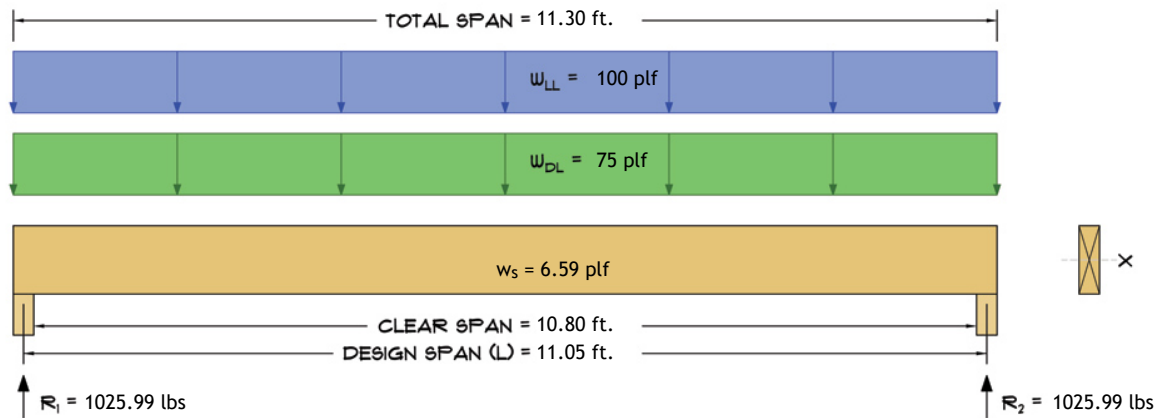 TOTAL SPAN = 11.30 ft.
WLL = 100 plf
WDL = 75 plf
ws = 6.59 plf
X
CLEAR SPAN = 10.80 ft.
DESIGN SPAN (L) = 11.05 ft.
R1 = 1025.99 lbs
R2 = 1025.99 lbs